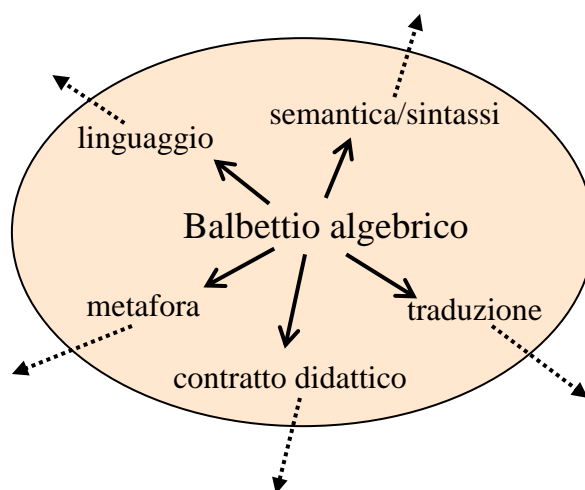 semantica/sintassi
linguaggio
Balbettio algebrico
metafora
traduzione
contratto didattico